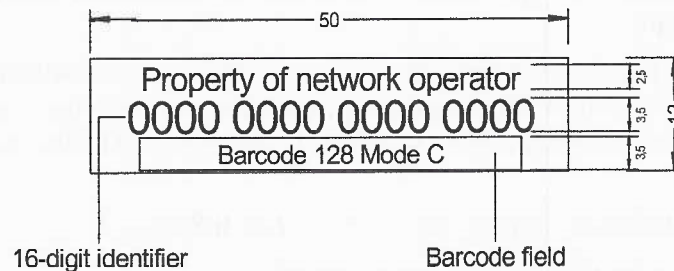 50
Property of network operator
2,5
0000 0000 0000 0000
3,5
12
Barcode 128 Mode C
3,5
16-digit identifier
Barcode field